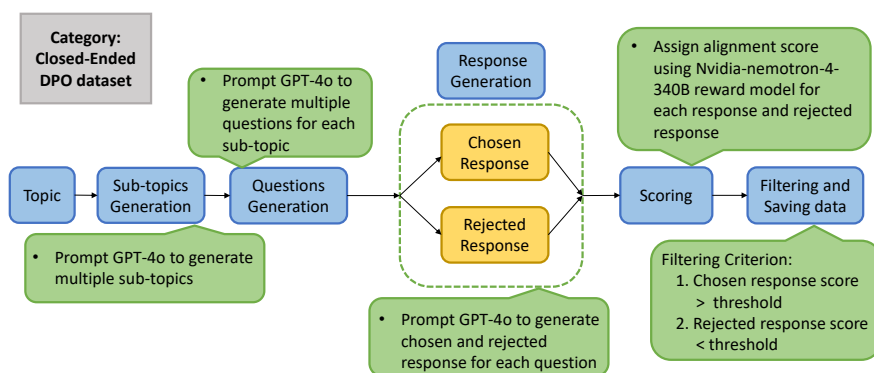 Category:
Closed-Ended
DPO dataset
• Prompt GPT-4o to
generate multiple
questions for each
sub-topic
Response
Generation
• Assign alignment score
using Nvidia-nemotron-4-
340B reward model for
each response and rejected
response
Topic
Sub-topics
Generation
Questions
Generation
Chosen
Response
Rejected
Response
Scoring
Filtering and
Saving data
• Prompt GPT-4o to generate
multiple sub-topics
• Prompt GPT-4o to generate
chosen and rejected
response for each question
Filtering Criterion:
1. Chosen response score
> threshold
2. Rejected response score
< threshold